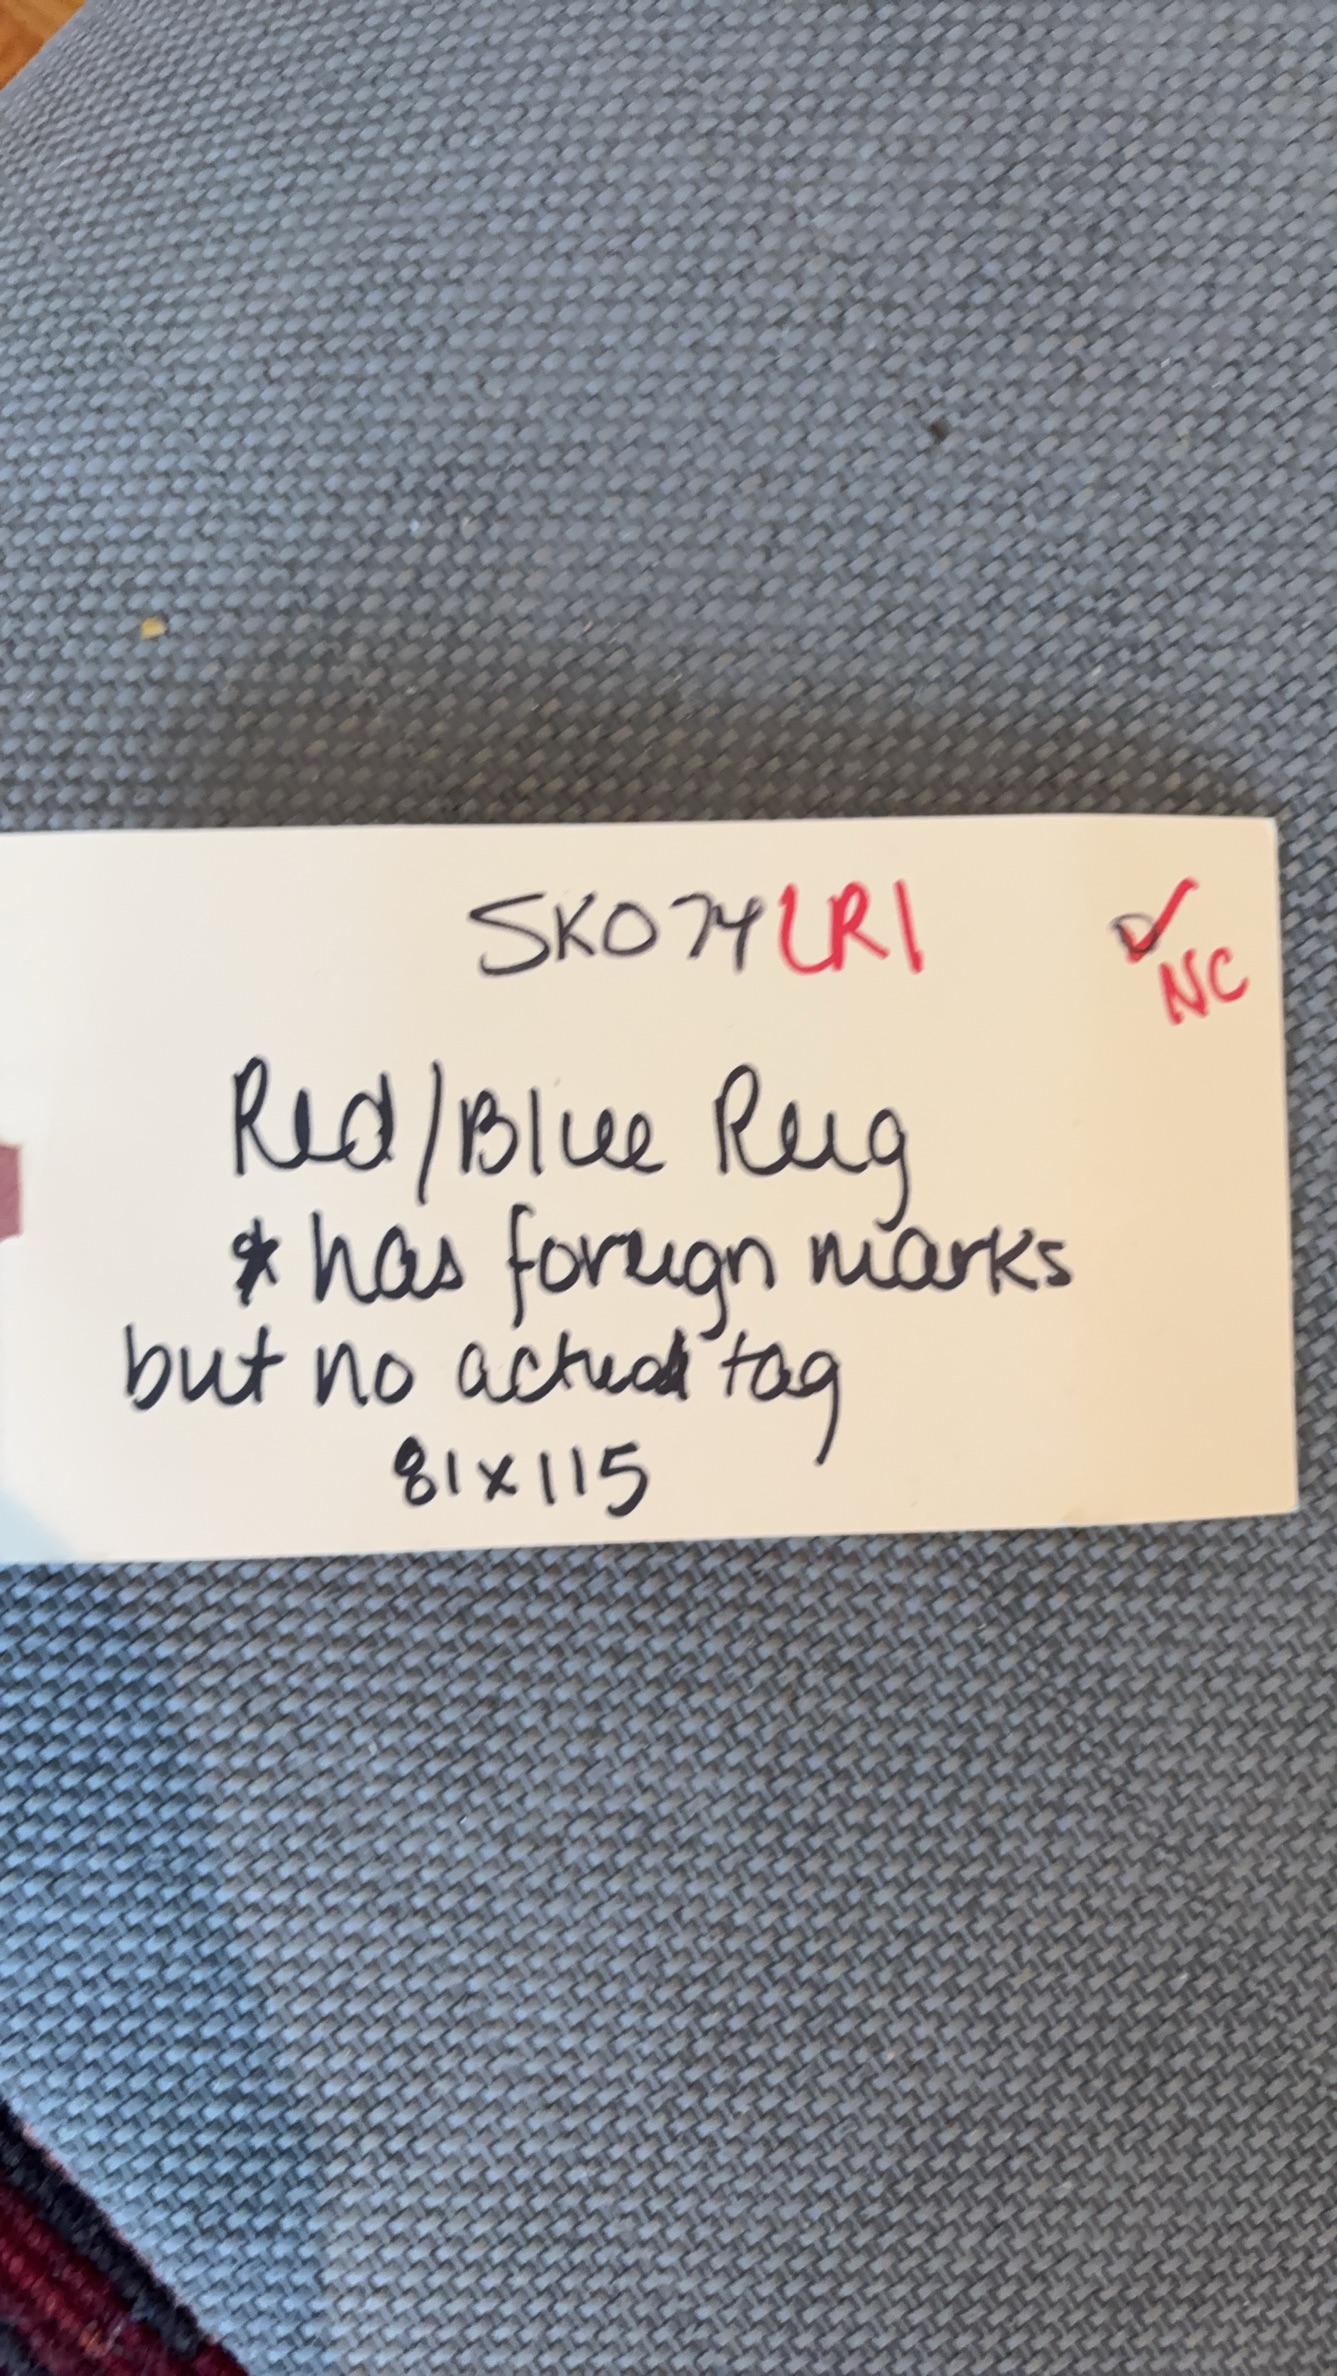 SK074LR1 ✓
NC
Red/Blue Rug
* has foreign marks
but no actual tag
81x115